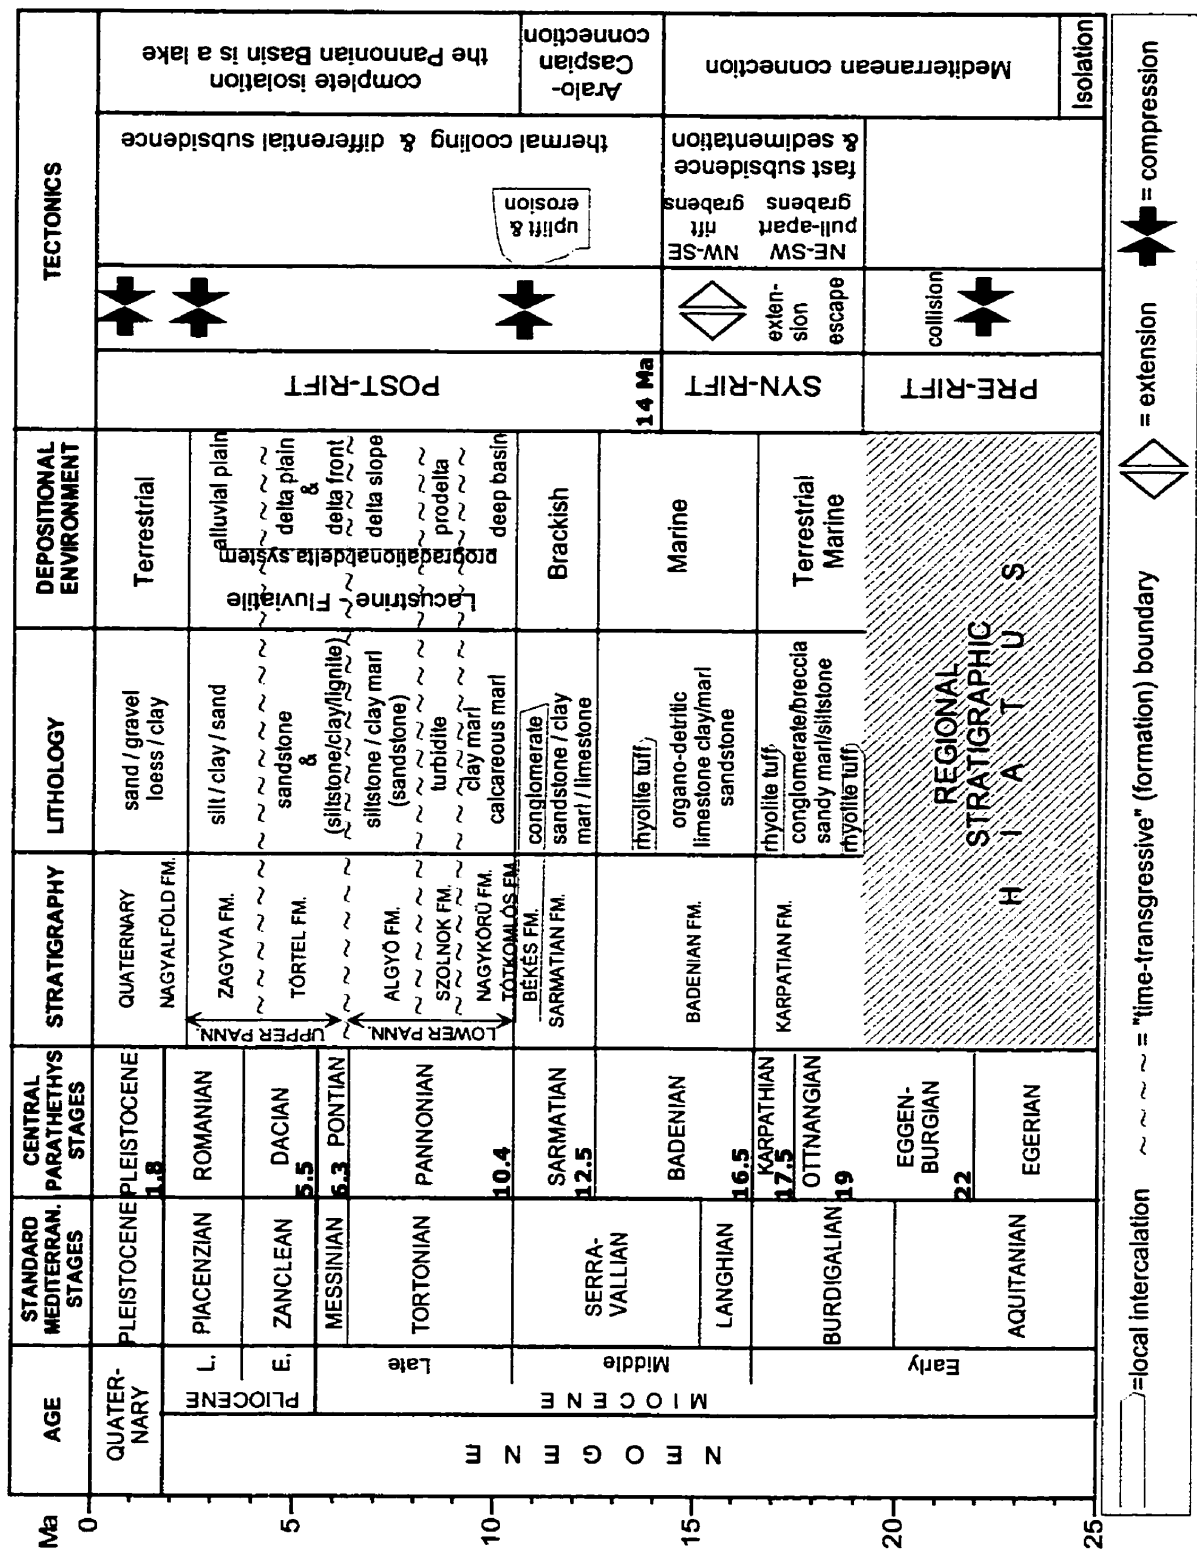 AGE
STANDARD
MEDITERRAN.
STAGES
CENTRAL
PARATHETHYS
STAGES
STRATIGRAPHY
LITHOLOGY
DEPOSITIONAL
ENVIRONMENT
TECTONICS
Ma
0
5
10
15
20
25
QUATER-
NARY
NEOGENE
PLIOCENE
L.
E.
MIOCENE
Late
Middle
Early
PLEISTOCENE
PIACENZIAN
ZANCLEAN
MESSINIAN
TORTONIAN
SERRA-
VALLIAN
LANGHIAN
BURDIGALIAN
AQUITANIAN
PLEISTOCENE
1.8
ROMANIAN
DACIAN
5.5
PONTIAN
6.3
PANNONIAN
10.4
SARMATIAN
12.5
BADENIAN
16.5
KARPATHIAN
17.5
OTTNANGIAN
19
EGGEN-
BURGIAN
22
EGERIAN
QUATERNARY
NAGYALFÖLD FM.
ZAGYVA FM.
TÖRTEL FM.
UPPER PANN.
ALGYÖ FM.
SZOLNOK FM.
NAGYKÖRÜ FM.
TÓTKOMLÓS FM.
LOWER PANN.
BÉKÉS FM.
SARMATIAN FM.
BADENIAN FM.
KARPATIAN FM.
sand / gravel
loess / clay
silt / clay / sand
sandstone
&
(siltstone/clay/lignite)
siltstone / clay marl
(sandstone)
turbidite
clay marl
calcareous marl
conglomerate
sandstone / clay
marl / limestone
rhyolite tuff
organo-detritic
limestone clay/marl
sandstone
rhyolite tuff
conglomerate/breccia
sandy marl/siltstone
rhyolite tuff
REGIONAL
STRATIGRAPHIC
HIATUS
Terrestrial
Lacustrine - Fluviatile
progradational delta system
alluvial plain
delta plain
&
delta front
delta slope
prodelta
deep basin
Brackish
Marine
Terrestrial
Marine
POST-RIFT
14 Ma
SYN-RIFT
PRE-RIFT
exten-
sion
escape
collision
thermal cooling & differential subsidence
uplift &
erosion
NW-SE
rift
grabens
NE-SW
pull-apart
grabens
fast subsidence
& sedimentation
complete isolation
the Pannonian Basin is a lake
Aralo-
Caspian
connection
Mediterranean connection
Isolation
=local intercalation
~ ~ ~ ~ = "time-transgressive" (formation) boundary
= extension
= compression